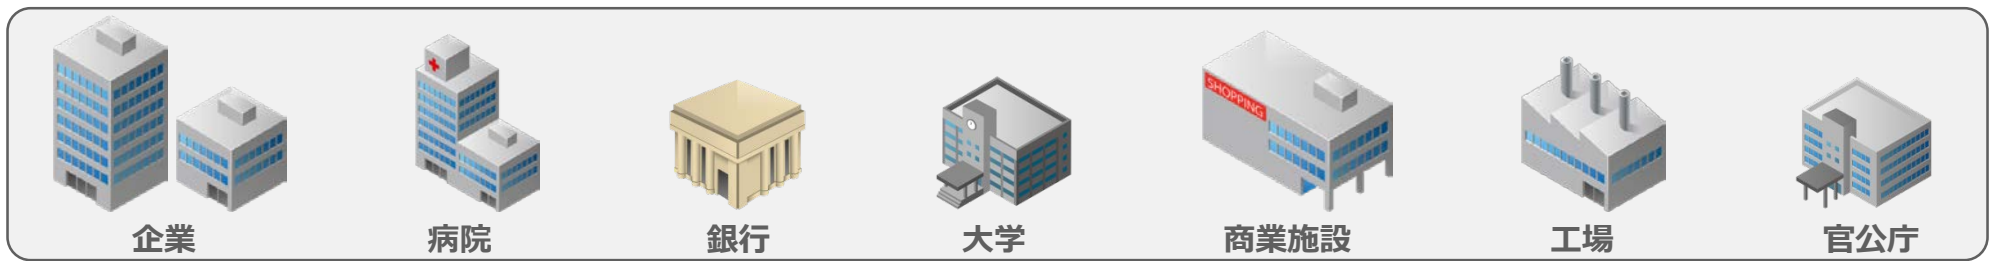 SHOPPING
企業
病院
銀行
大学
商業施設
工場
官公庁